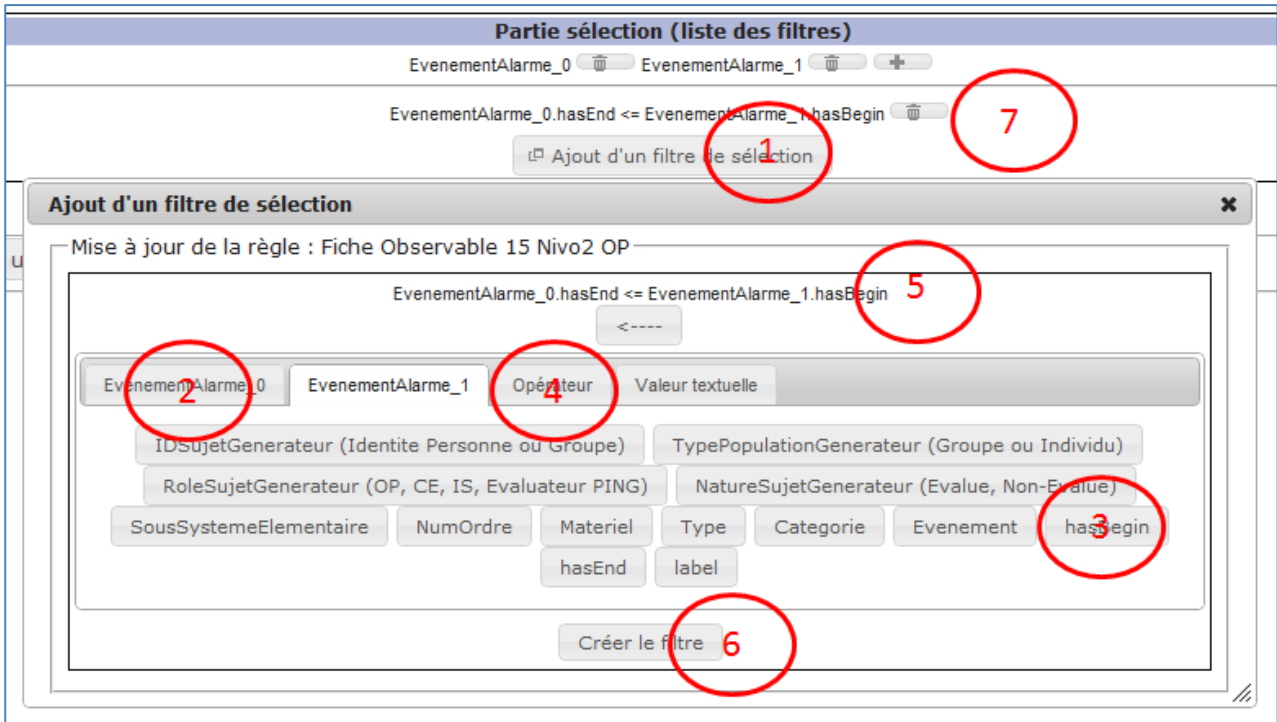 Partie sélection (liste des filtres)
EvenementAlarme_0 EvenementAlarme_1
EvenementAlarme_0.hasEnd <= EvenementAlarme_1.hasBegin 7
Ajout d'un filtre de sélection 1
Ajout d'un filtre de sélection
Mise à jour de la règle : Fiche Observable 15 Nivo2 OP
u
EvenementAlarme_0.hasEnd <= EvenementAlarme_1.hasBegin 5
<----
EvenementAlarme_0 2 EvenementAlarme_1 Opérateur 4 Valeur textuelle
IDSujetGenerateur (Identite Personne ou Groupe) TypePopulationGenerateur (Groupe ou Individu)
RoleSujetGenerateur (OP, CE, IS, Evaluateur PING) NatureSujetGenerateur (Evalue, Non-Evalue)
SousSystemeElementaire NumOrdre Materiel Type Categorie Evenement hasBegin 3
hasEnd label
Créer le filtre 6